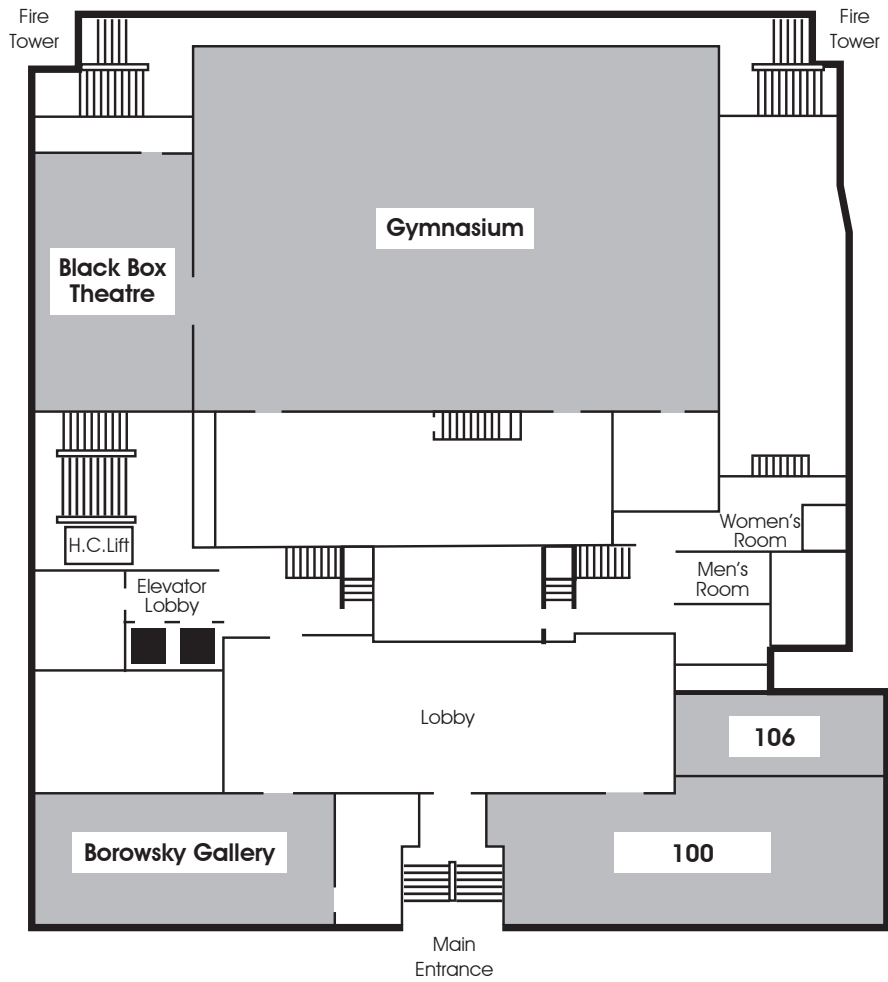 Fire
Tower
Fire
Tower
Gymnasium
Black Box
Theatre
H.C.Lift
Women's
Room
Elevator
Lobby
Men's
Room
Lobby
106
Borowsky Gallery
100
Main
Entrance